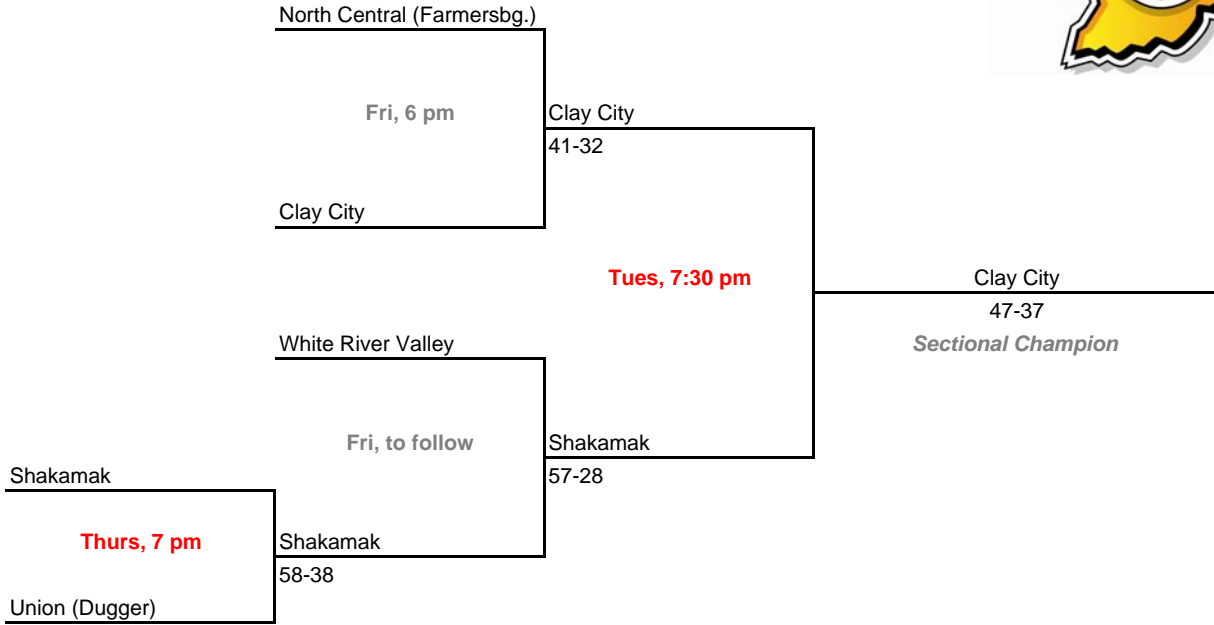 North Central (Farmersbg.)
Fri, 6 pm
Clay City
41-32
Clay City
Tues, 7:30 pm
Clay City
47-37
White River Valley
Sectional Champion
Fri, to follow
Shakamak
Shakamak
57-28
Thurs, 7 pm
Shakamak
58-38
Union (Dugger)